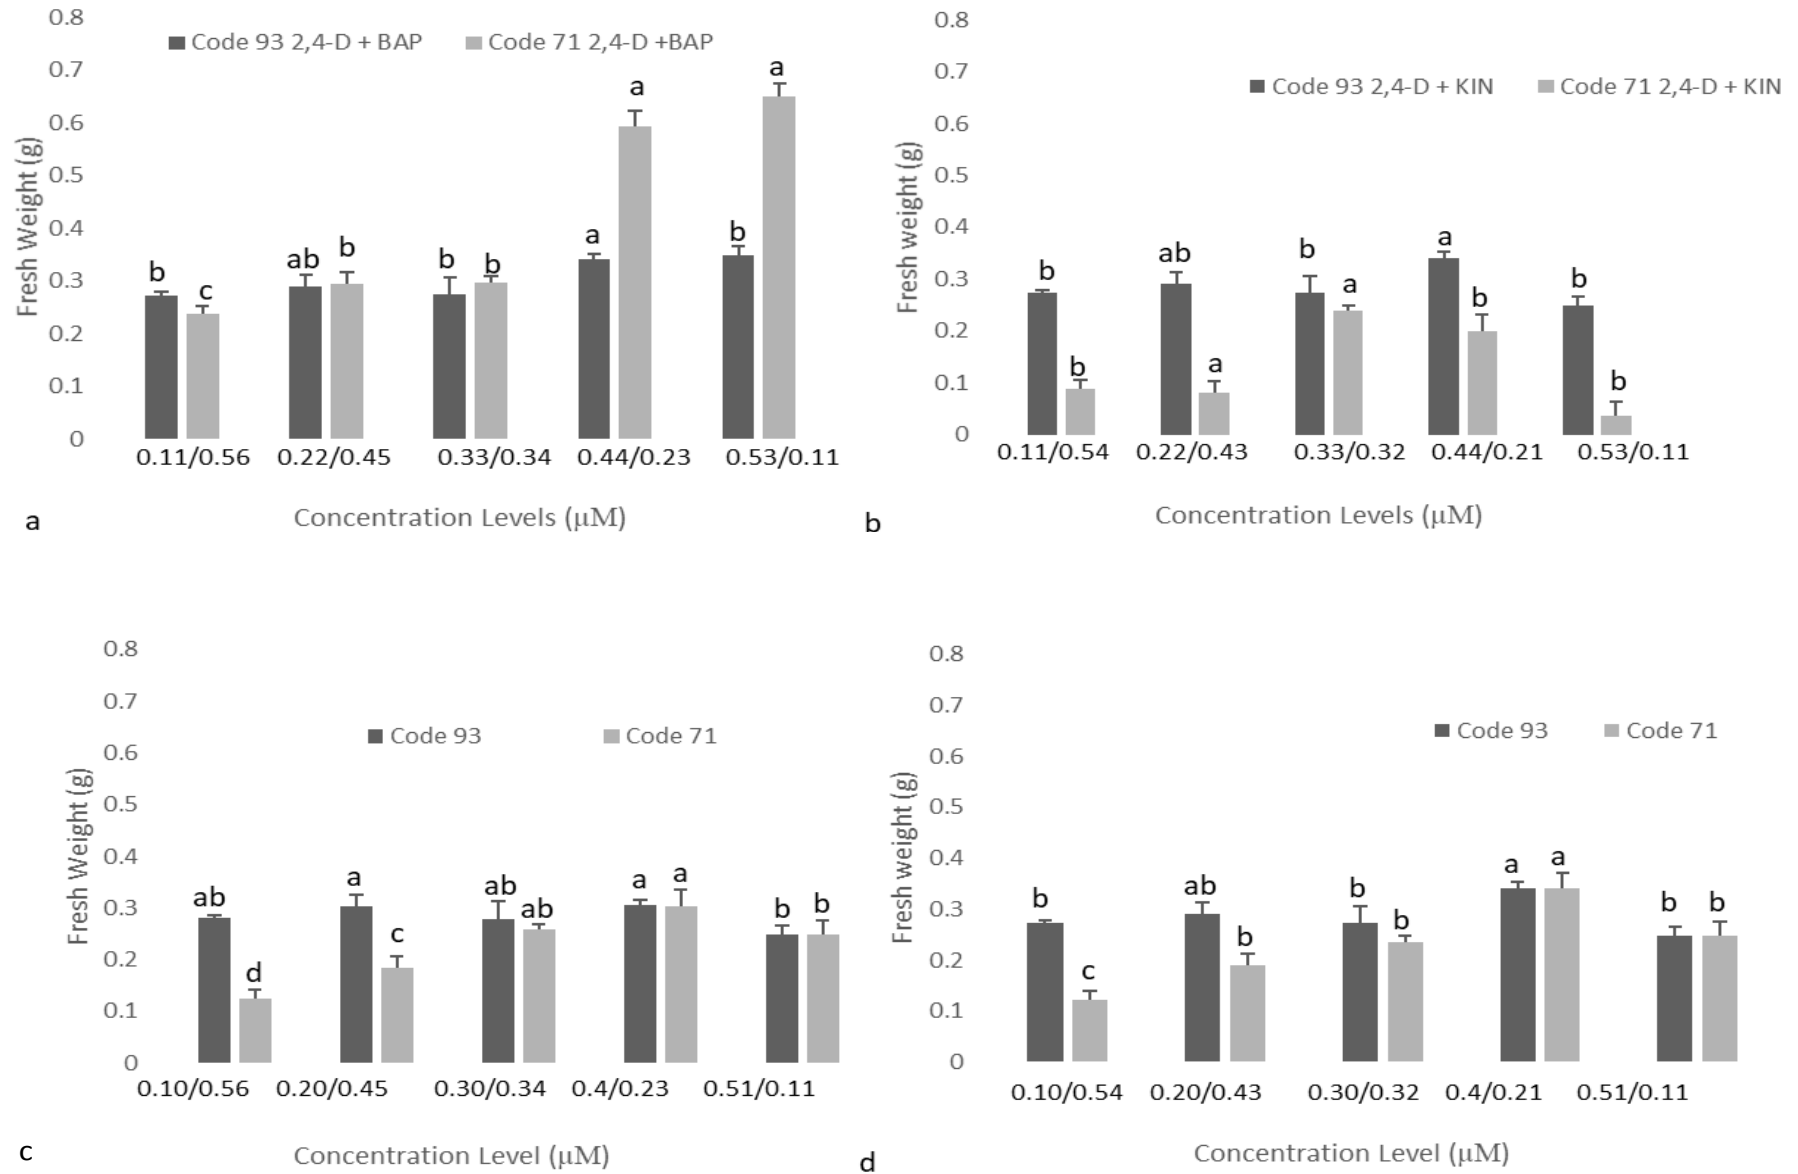 0.8
Code 93 2,4-D + BAP
Code 71 2,4-D +BAP
0.7
0.6
0.5
0.4
0.3
0.2
0.1
0
Fresh Weight (g)
b
c
ab
b
b
b
a
a
b
a
0.11/0.56
0.22/0.45
0.33/0.34
0.44/0.23
0.53/0.11
a
Concentration Levels (μM)
0.8
0.7
Code 93 2,4-D + KIN
Code 71 2,4-D + KIN
0.6
0.5
0.4
0.3
0.2
0.1
0
Fresh weight (g)
b
b
ab
a
b
a
a
b
b
b
0.11/0.54
0.22/0.43
0.33/0.32
0.44/0.21
0.53/0.11
b
Concentration Levels (μM)
0.8
0.7
Code 93
Code 71
0.6
0.5
0.4
0.3
0.2
0.1
0
Fresh Weight (g)
ab
d
a
c
ab
ab
a
a
b
b
0.10/0.56
0.20/0.45
0.30/0.34
0.4/0.23
0.51/0.11
c
Concentration Level (μM)
0.8
0.7
Code 93
Code 71
0.6
0.5
0.4
0.3
0.2
0.1
0
Fresh weight (g)
b
c
ab
b
b
b
a
a
b
b
0.10/0.54
0.20/0.43
0.30/0.32
0.4/0.21
0.51/0.11
d
Concentration Level (μM)